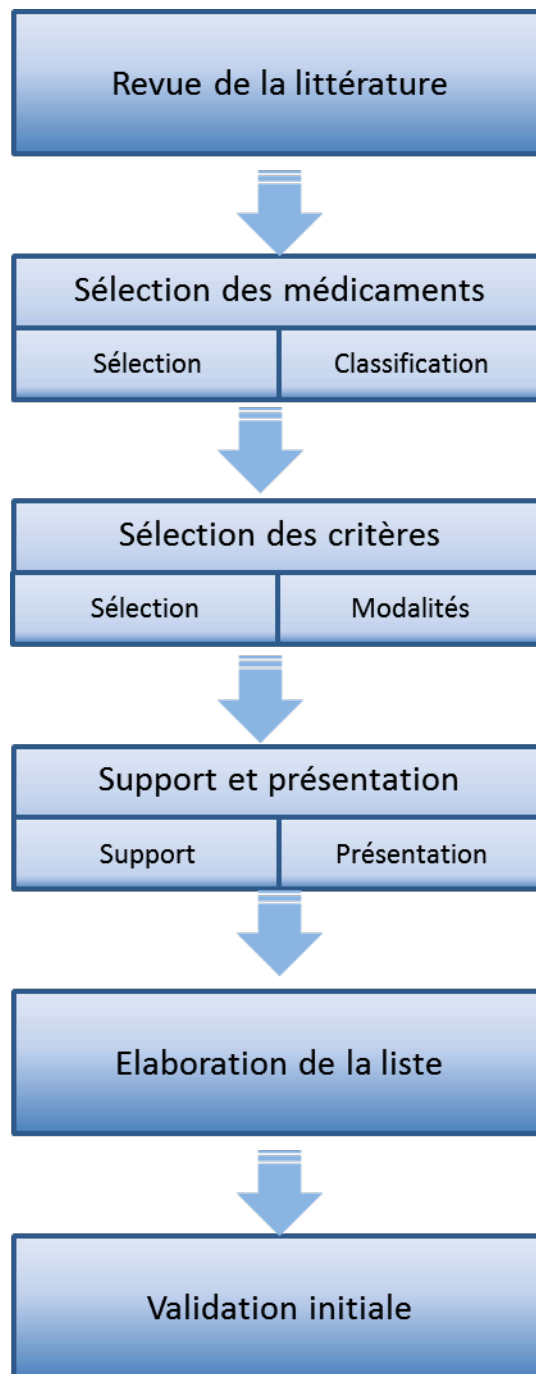 Revue de la littérature
Sélection des médicaments
Sélection
Classification
Sélection des critères
Sélection
Modalités
Support et présentation
Support
Présentation
Elaboration de la liste
Validation initiale